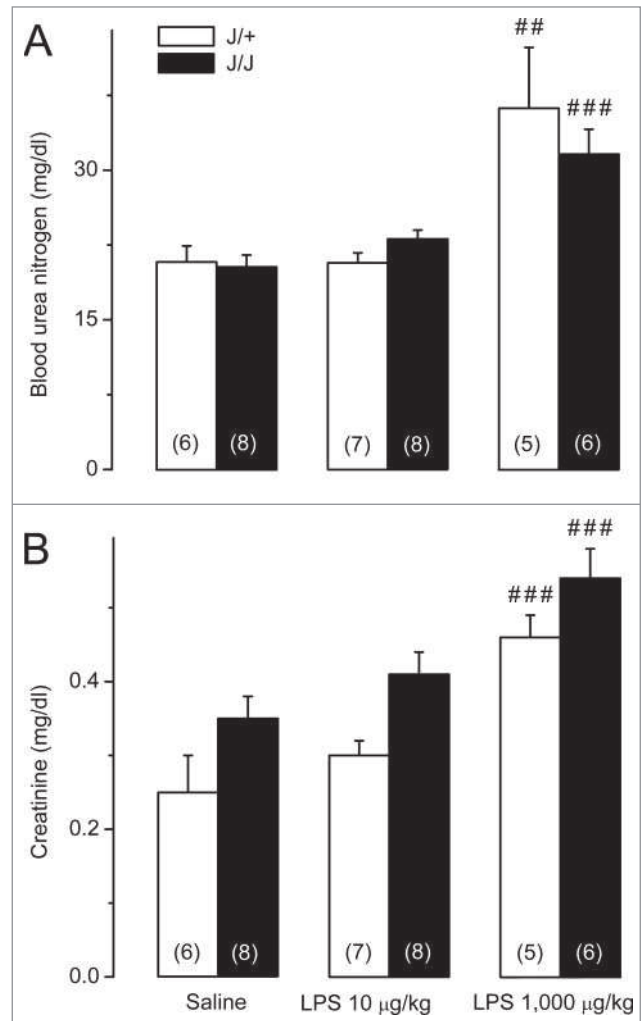 A
J/+
J/J
##
###
Blood urea nitrogen (mg/dl)
30
15
0
(6)
(8)
(7)
(8)
(5)
(6)
B
###
###
Creatinine (mg/dl)
0.4
0.2
0.0
(6)
(8)
(7)
(8)
(5)
(6)
Saline
LPS 10 μg/kg
LPS 1,000 μg/kg